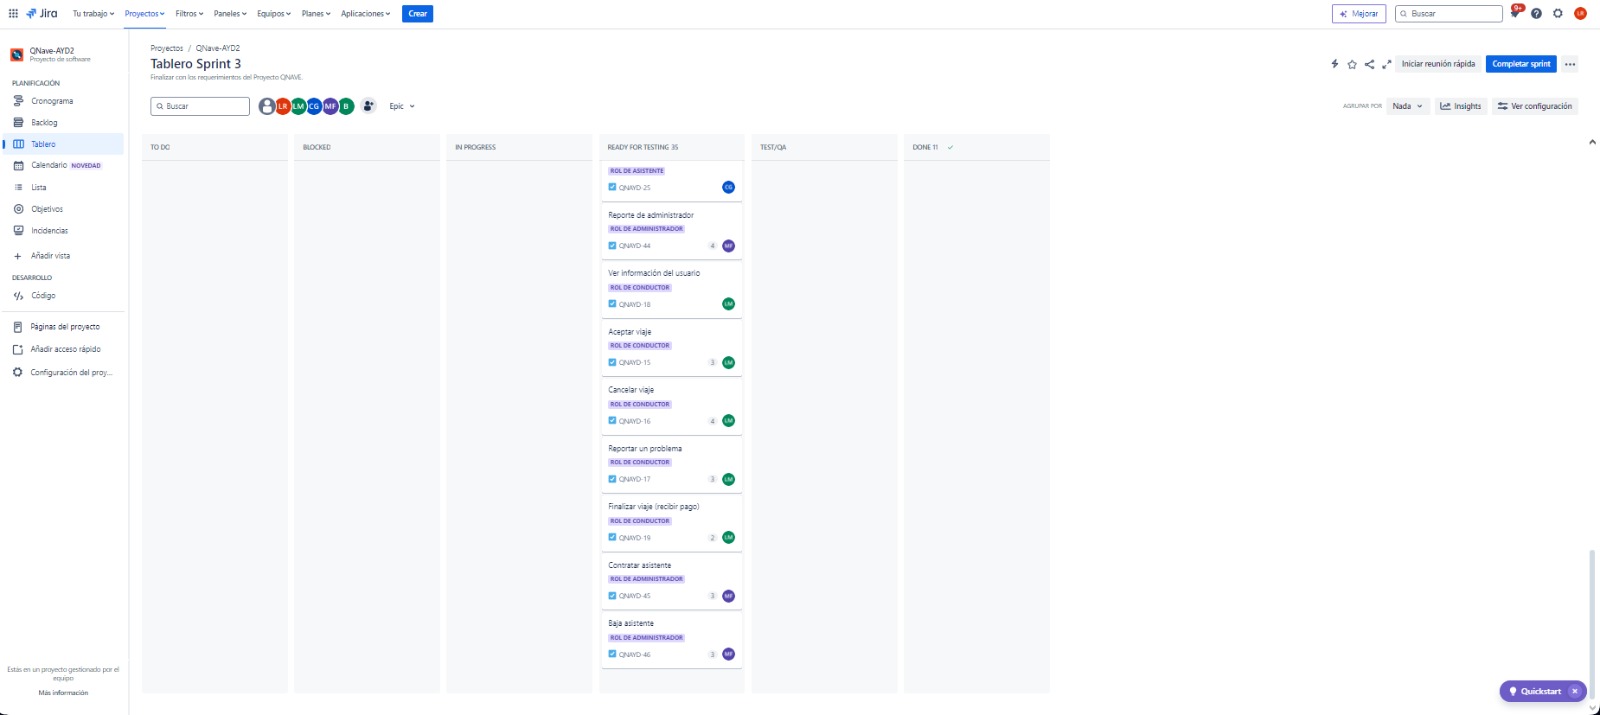 Jira Tu trabajo Proyectos Filtros Paneles Equipos Planes Aplicaciones Crear Mejorar Buscar 9+ LR
QNave-AYD2
Proyecto de software
PLANIFICACIÓN
Cronograma
Backlog
Tablero
Calendario NOVEDAD
Lista
Objetivos
Incidencias
Añadir vista
DESARROLLO
Código
Páginas del proyecto
Añadir acceso rápido
Configuración del proy...
Estás en un proyecto gestionado por el
equipo
Más información
Proyectos / QNave-AYD2
Tablero Sprint 3
Finalizar con los requerimientos del Proyecto QNAVE.
Iniciar reunión rápida Completar sprint
Buscar LR LM CG MF B Epic
AGRUPAR POR Nada Insights Ver configuración
TO DO BLOCKED IN PROGRESS READY FOR TESTING 35 TEST/QA DONE 11
ROL DE ASISTENTE
QNAYD-25 CG
Reporte de administrador
ROL DE ADMINISTRADOR
QNAYD-44 4 MF
Ver información del usuario
ROL DE CONDUCTOR
QNAYD-18 LM
Aceptar viaje
ROL DE CONDUCTOR
QNAYD-15 3 LM
Cancelar viaje
ROL DE CONDUCTOR
QNAYD-16 4 LM
Reportar un problema
ROL DE CONDUCTOR
QNAYD-17 3 LM
Finalizar viaje (recibir pago)
ROL DE CONDUCTOR
QNAYD-19 2 LM
Contratar asistente
ROL DE ADMINISTRADOR
QNAYD-45 3 MF
Baja asistente
ROL DE ADMINISTRADOR
QNAYD-46 3 MF
Quickstart